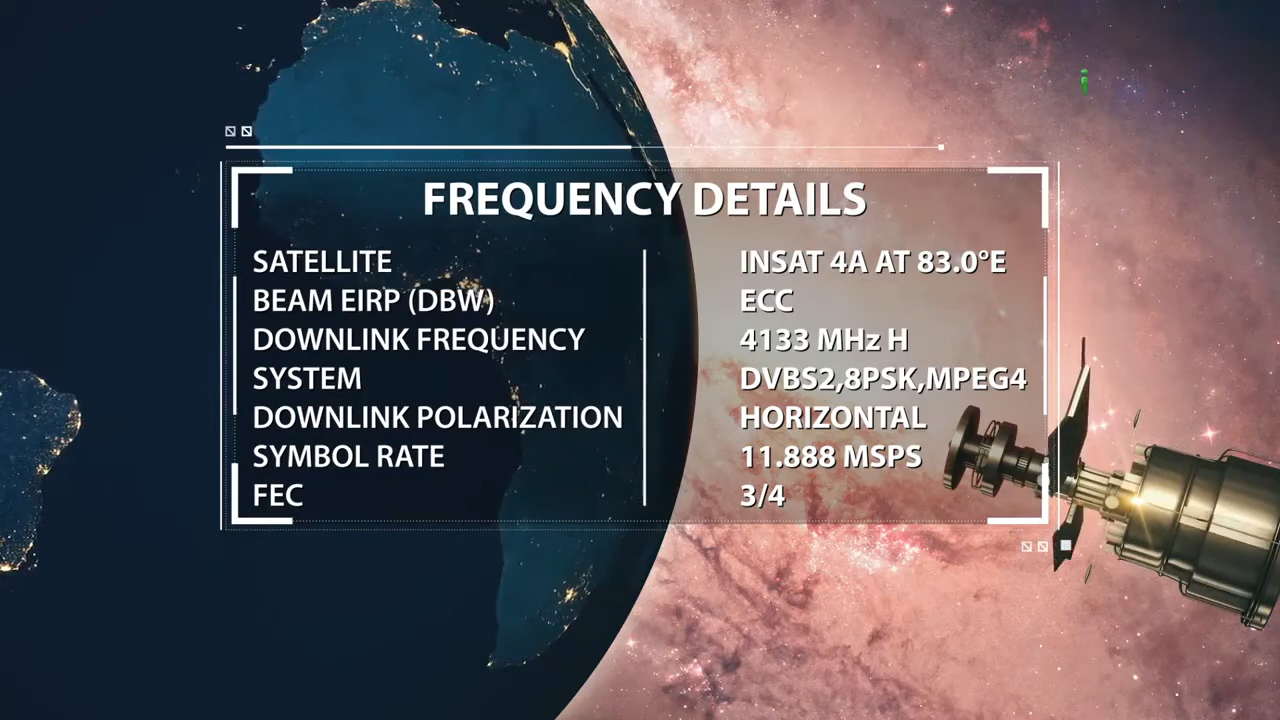 i
FREQUENCY DETAILS
SATELLITE INSAT 4A AT 83.0°E
BEAM EIRP (DBW) ECC
DOWNLINK FREQUENCY 4133 MHz H
SYSTEM DVBS2,8PSK,MPEG4
DOWNLINK POLARIZATION HORIZONTAL
SYMBOL RATE 11.888 MSPS
FEC 3/4